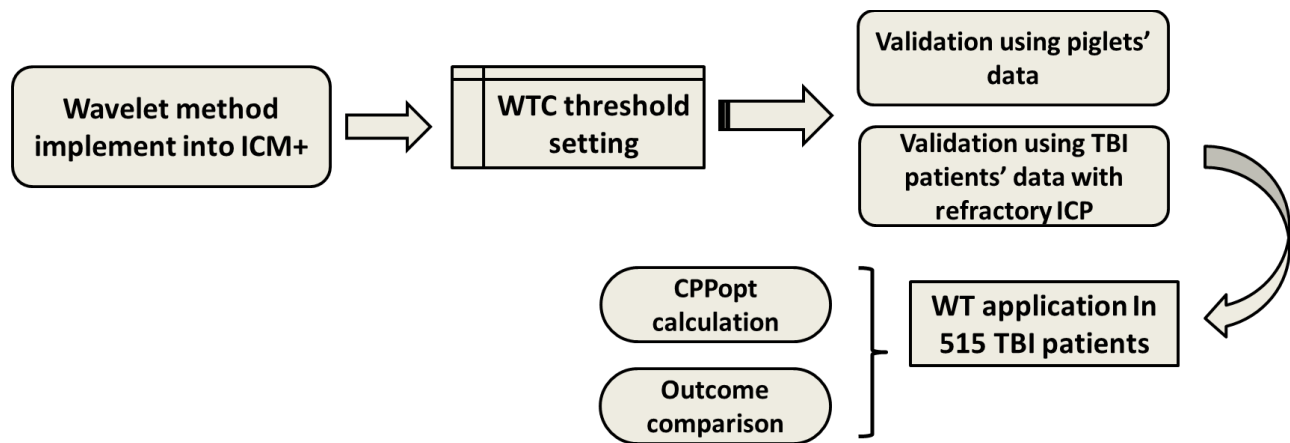 Wavelet method
implement into ICM+
WTC threshold
setting
Validation using piglets'
data
Validation using TBI
patients' data with
refractory ICP
WT application In
515 TBI patients
CPPopt
calculation
Outcome
comparison